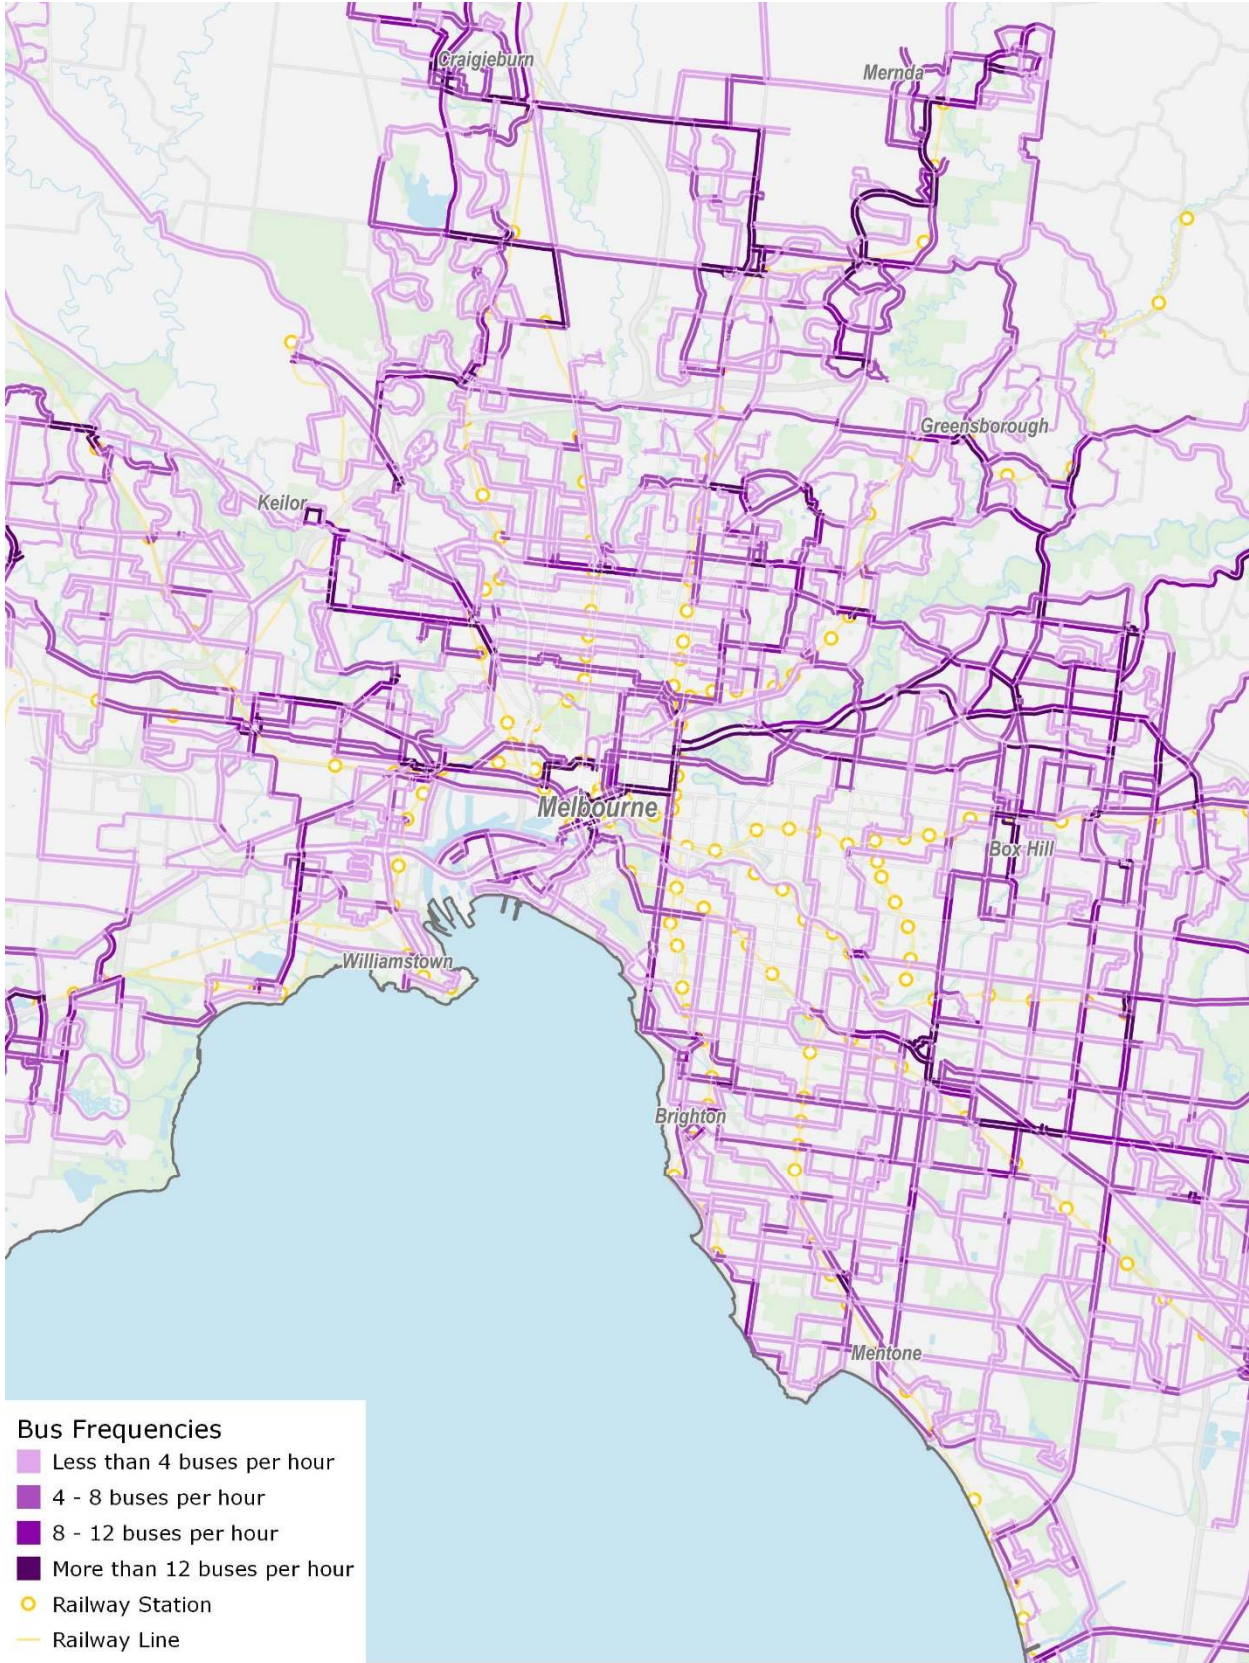 Craigieburn
Mernda
Greensborough
Keilor
Melbourne
Box Hill
Williamstown
Brighton
Mentone
Bus Frequencies
Less than 4 buses per hour
4 - 8 buses per hour
8 - 12 buses per hour
More than 12 buses per hour
Railway Station
Railway Line